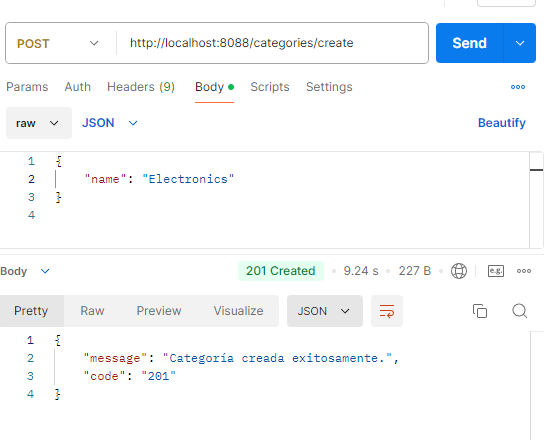 POST http://localhost:8088/categories/create Send
Params Auth Headers (9) Body Scripts Settings
raw JSON Beautify
1 {
2 "name": "Electronics"
3 }
4
Body 201 Created 9.24 s 227 B e.g.
Pretty Raw Preview Visualize JSON
1 {
2 "message": "Categoría creada exitosamente.",
3 "code": "201"
4 }